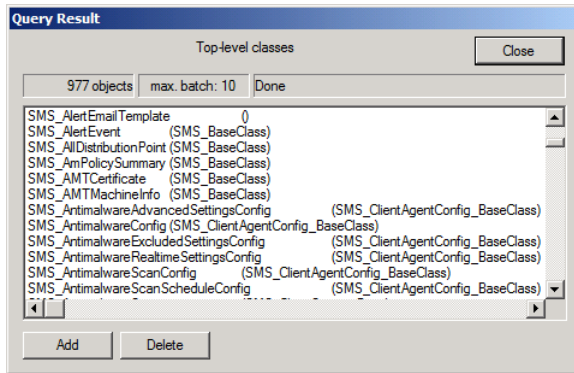 Query Result
Top-level classes
Close
977 objects
max. batch: 10
Done
SMS_AlertEmailTemplate ()
SMS_AlertEvent (SMS_BaseClass)
SMS_AllDistributionPoint (SMS_BaseClass)
SMS_AmPolicySummary (SMS_BaseClass)
SMS_AMTCertificate (SMS_BaseClass)
SMS_AMTMachineInfo (SMS_BaseClass)
SMS_AntimalwareAdvancedSettingsConfig (SMS_ClientAgentConfig_BaseClass)
SMS_AntimalwareConfig (SMS_ClientAgentConfig_BaseClass)
SMS_AntimalwareExcludedSettingsConfig (SMS_ClientAgentConfig_BaseClass)
SMS_AntimalwareRealtimeSettingsConfig (SMS_ClientAgentConfig_BaseClass)
SMS_AntimalwareScanConfig (SMS_ClientAgentConfig_BaseClass)
SMS_AntimalwareScanScheduleConfig (SMS_ClientAgentConfig_BaseClass)
Add
Delete